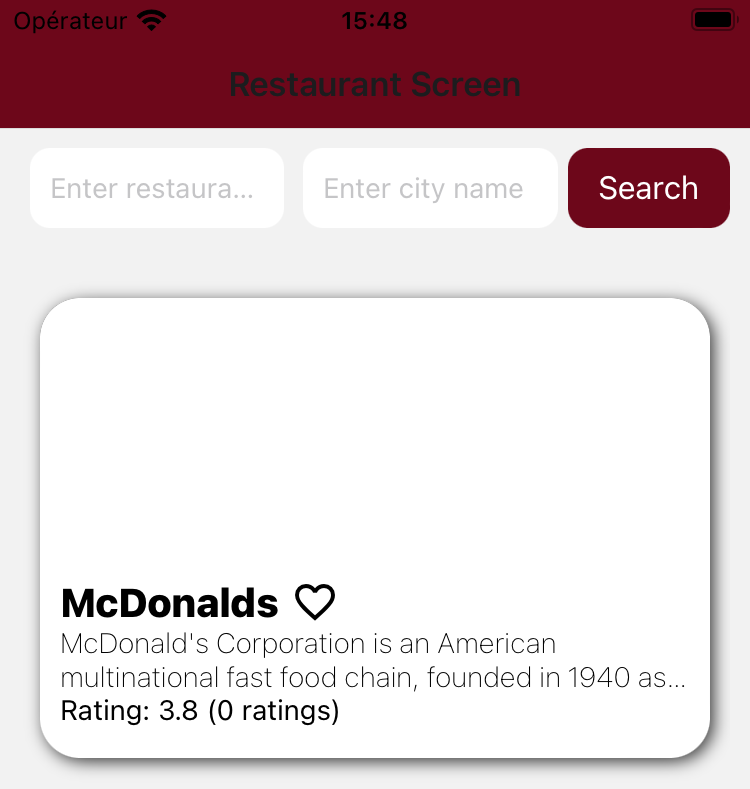 Opérateur 15:48
Restaurant Screen
Enter restaura... Enter city name Search
McDonalds
McDonald's Corporation is an American
multinational fast food chain, founded in 1940 as...
Rating: 3.8 (0 ratings)